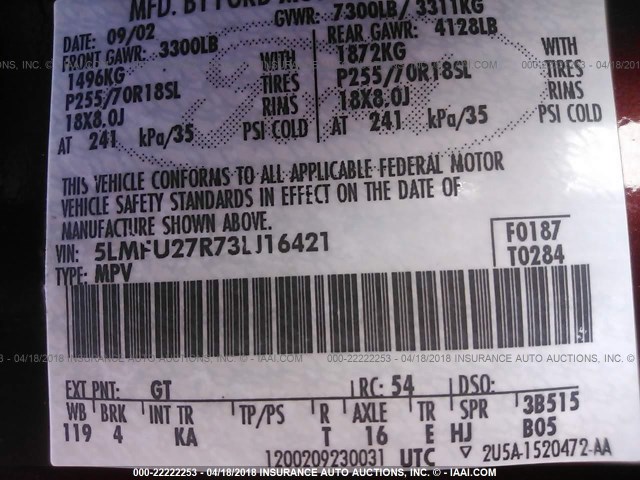 MFD. BY FORD
GVWR: 7300LB/ 3311KG
DATE: 09/02
FRONT GAWR: 3300LB
1496KG
P255/70R18SL
18X8.0J
AT 241 kPa/35
WITH
TIRES
RIMS
PSI COLD
REAR GAWR: 4128LB
1872KG
P255/70R18SL
18X8.0J
AT 241 kPa/35
WITH
TIRES
RIMS
PSI COLD
THIS VEHICLE CONFORMS TO ALL APPLICABLE FEDERAL MOTOR
VEHICLE SAFETY STANDARDS IN EFFECT ON THE DATE OF
MANUFACTURE SHOWN ABOVE.
VIN: 5LMFU27R73LJ16421
TYPE: MPV
F0187
T0284
EXT PNT: GT RC: 54 DSO:
WB BRK INT TR TP/PS R AXLE TR SPR 3B515
119 4 KA T 16 E HJ B05
1200209230031 UTC ▽ 2U5A-1520472-AA
000-22222253 - 04/18/2018 INSURANCE AUTO AUCTIONS, INC. - © IAAI.COM